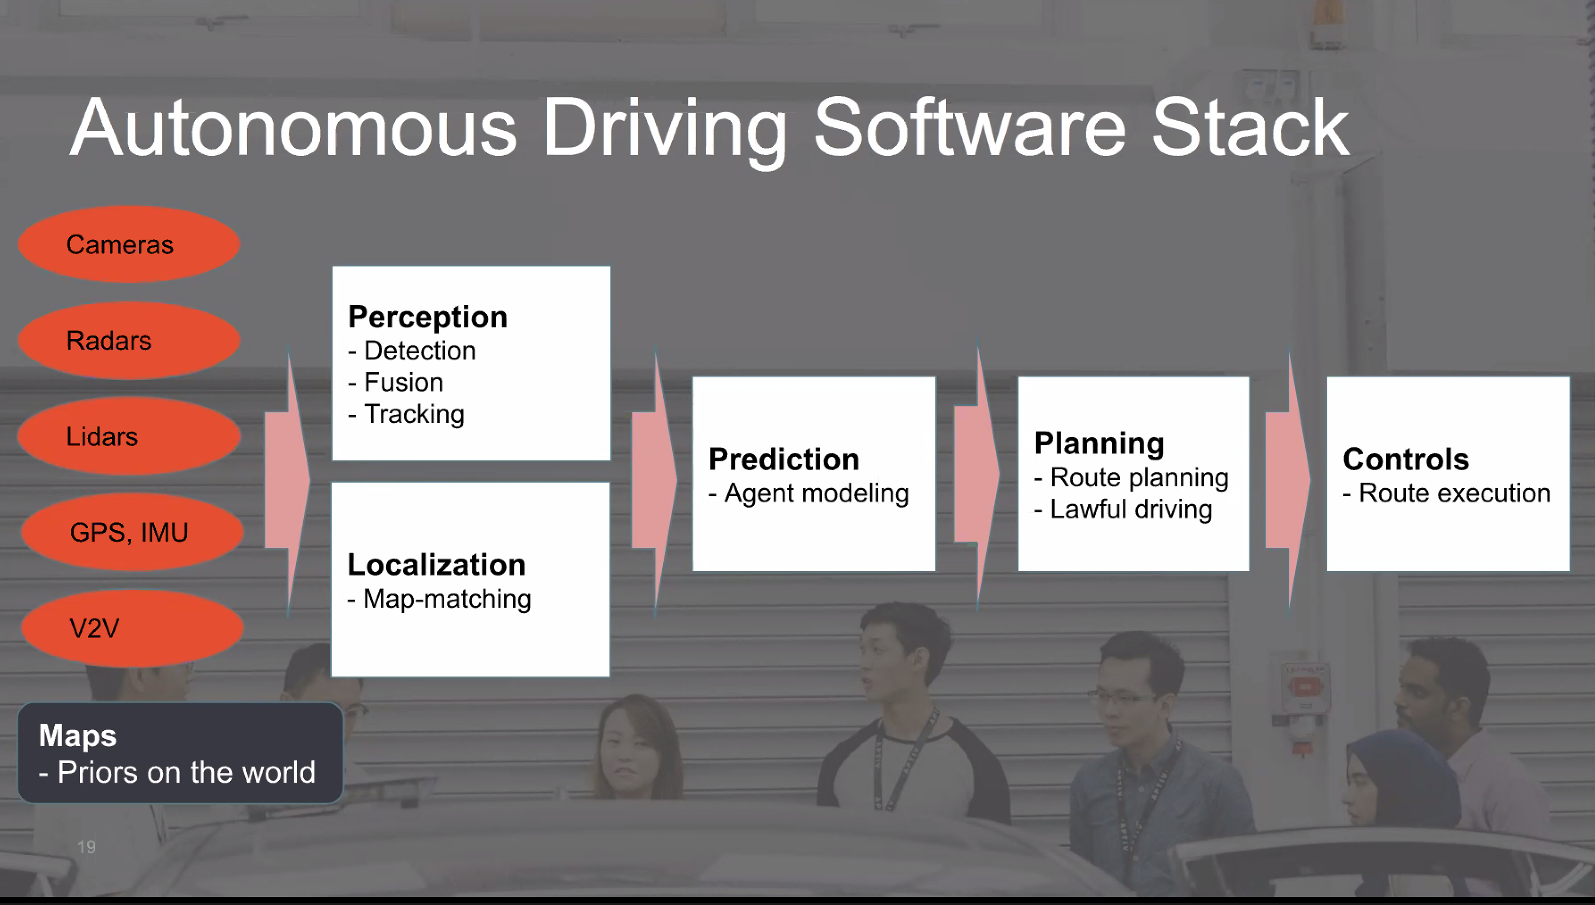 Autonomous Driving Software Stack
Cameras
Radars
Lidars
GPS, IMU
V2V
Maps
- Priors on the world
Perception
- Detection
- Fusion
- Tracking
Localization
- Map-matching
Prediction
- Agent modeling
Planning
- Route planning
- Lawful driving
Controls
- Route execution
19